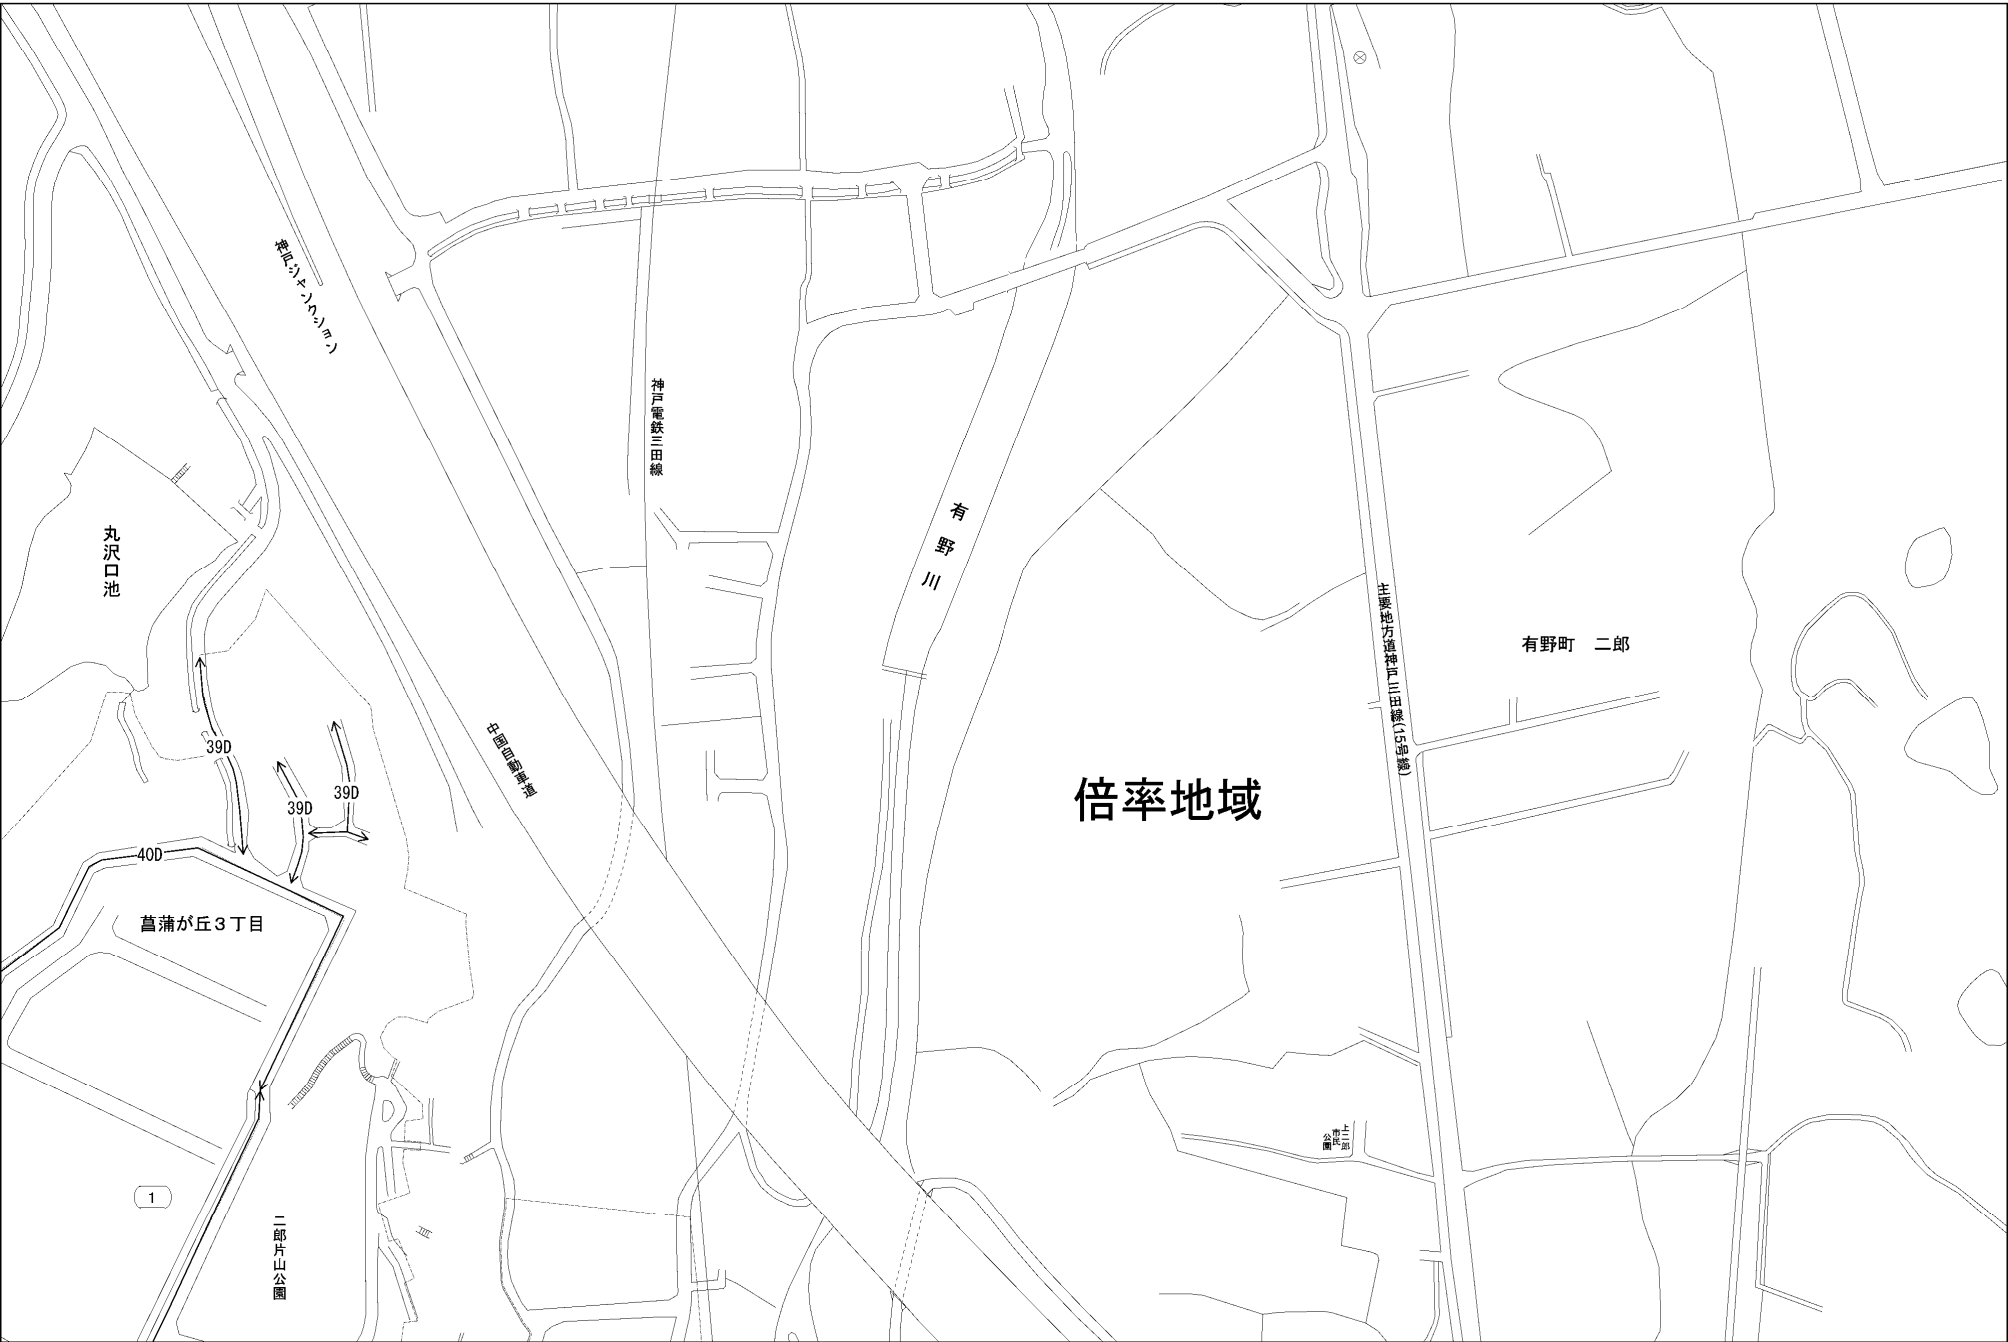 神戸ジャンクション
神戸電鉄三田線
有野川
丸沢口池
主要地方道神戸三田線(15号線)
有野町　二郎
39D
中国自動車道
39D
39D
倍率地域
40D
菖蒲が丘３丁目
上二郎
市民
公園
1
二郎片山公園